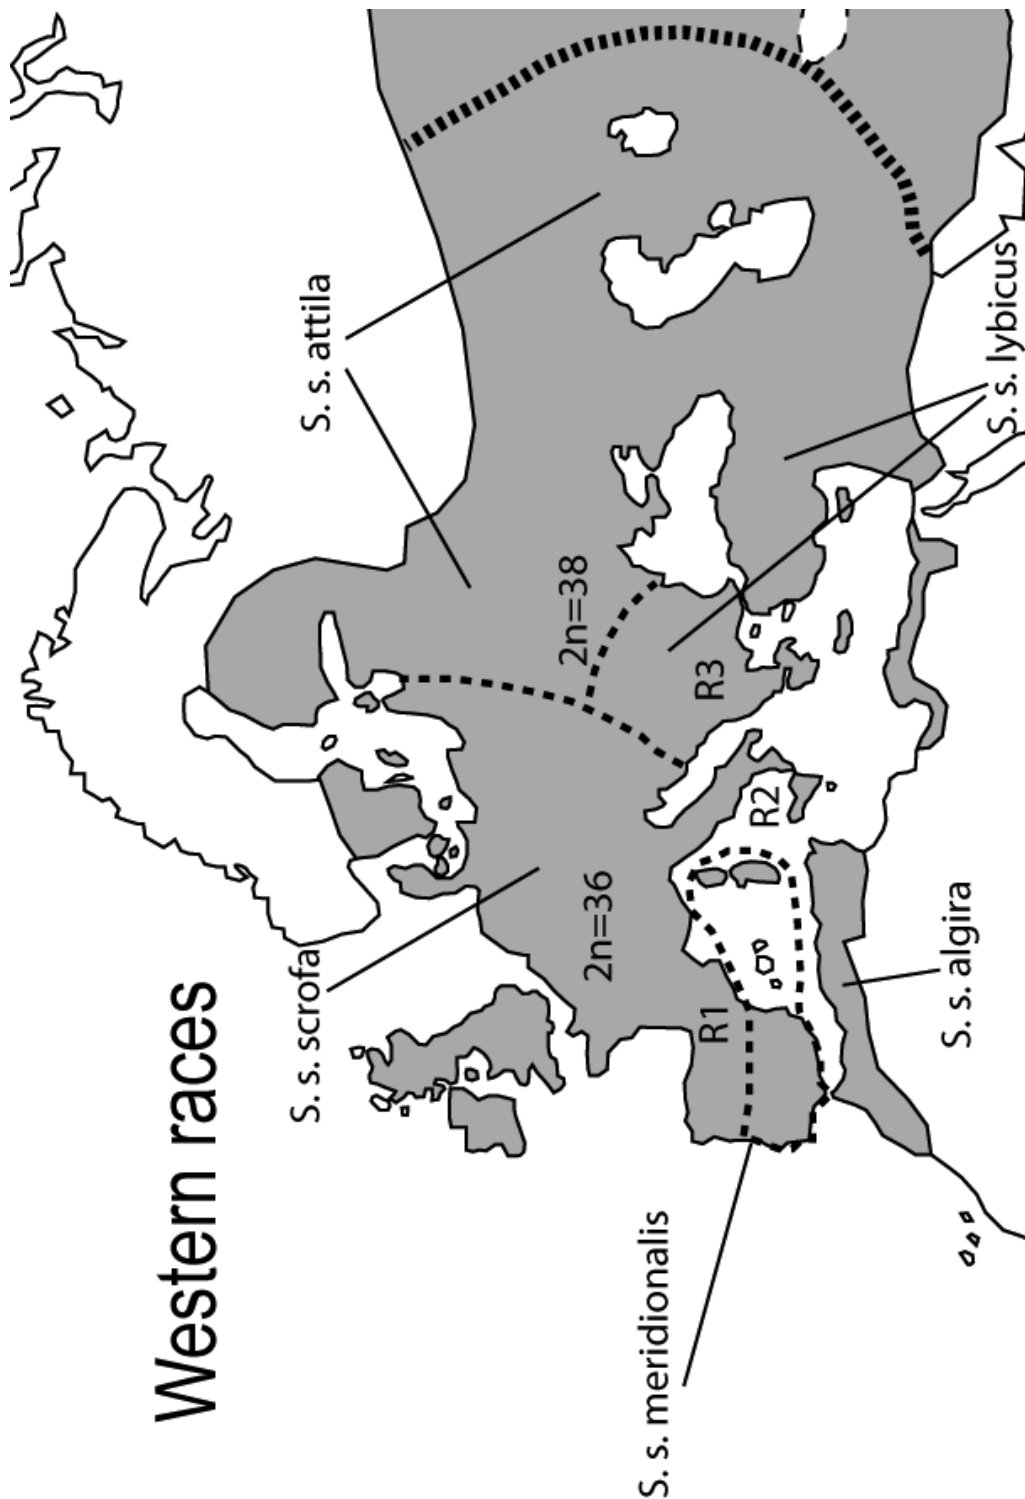 Western races
S. s. scrofa
S. s. attila
2n=36
2n=38
S. s. meridionalis
R1
R2
R3
S. s. algira
S. s. lybicus